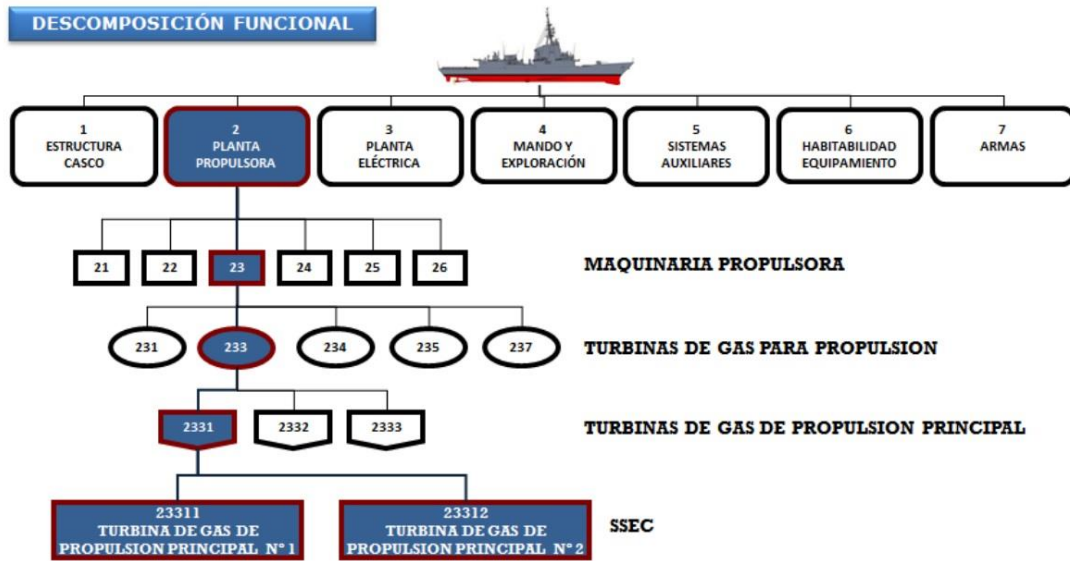 DESCOMPOSICIÓN FUNCIONAL
1
ESTRUCTURA
CASCO
2
PLANTA
PROPULSORA
3
PLANTA
ELÉCTRICA
4
MANDO Y
EXPLORACIÓN
5
SISTEMAS
AUXILIARES
6
HABITABILIDAD
EQUIPAMIENTO
7
ARMAS
21
22
23
24
25
26
MAQUINARIA PROPULSORA
231
233
234
235
237
TURBINAS DE GAS PARA PROPULSION
2331
2332
2333
TURBINAS DE GAS DE PROPULSION PRINCIPAL
23311
TURBINA DE GAS DE
PROPULSION PRINCIPAL Nº 1
23312
TURBINA DE GAS DE
PROPULSION PRINCIPAL Nº 2
SSEC